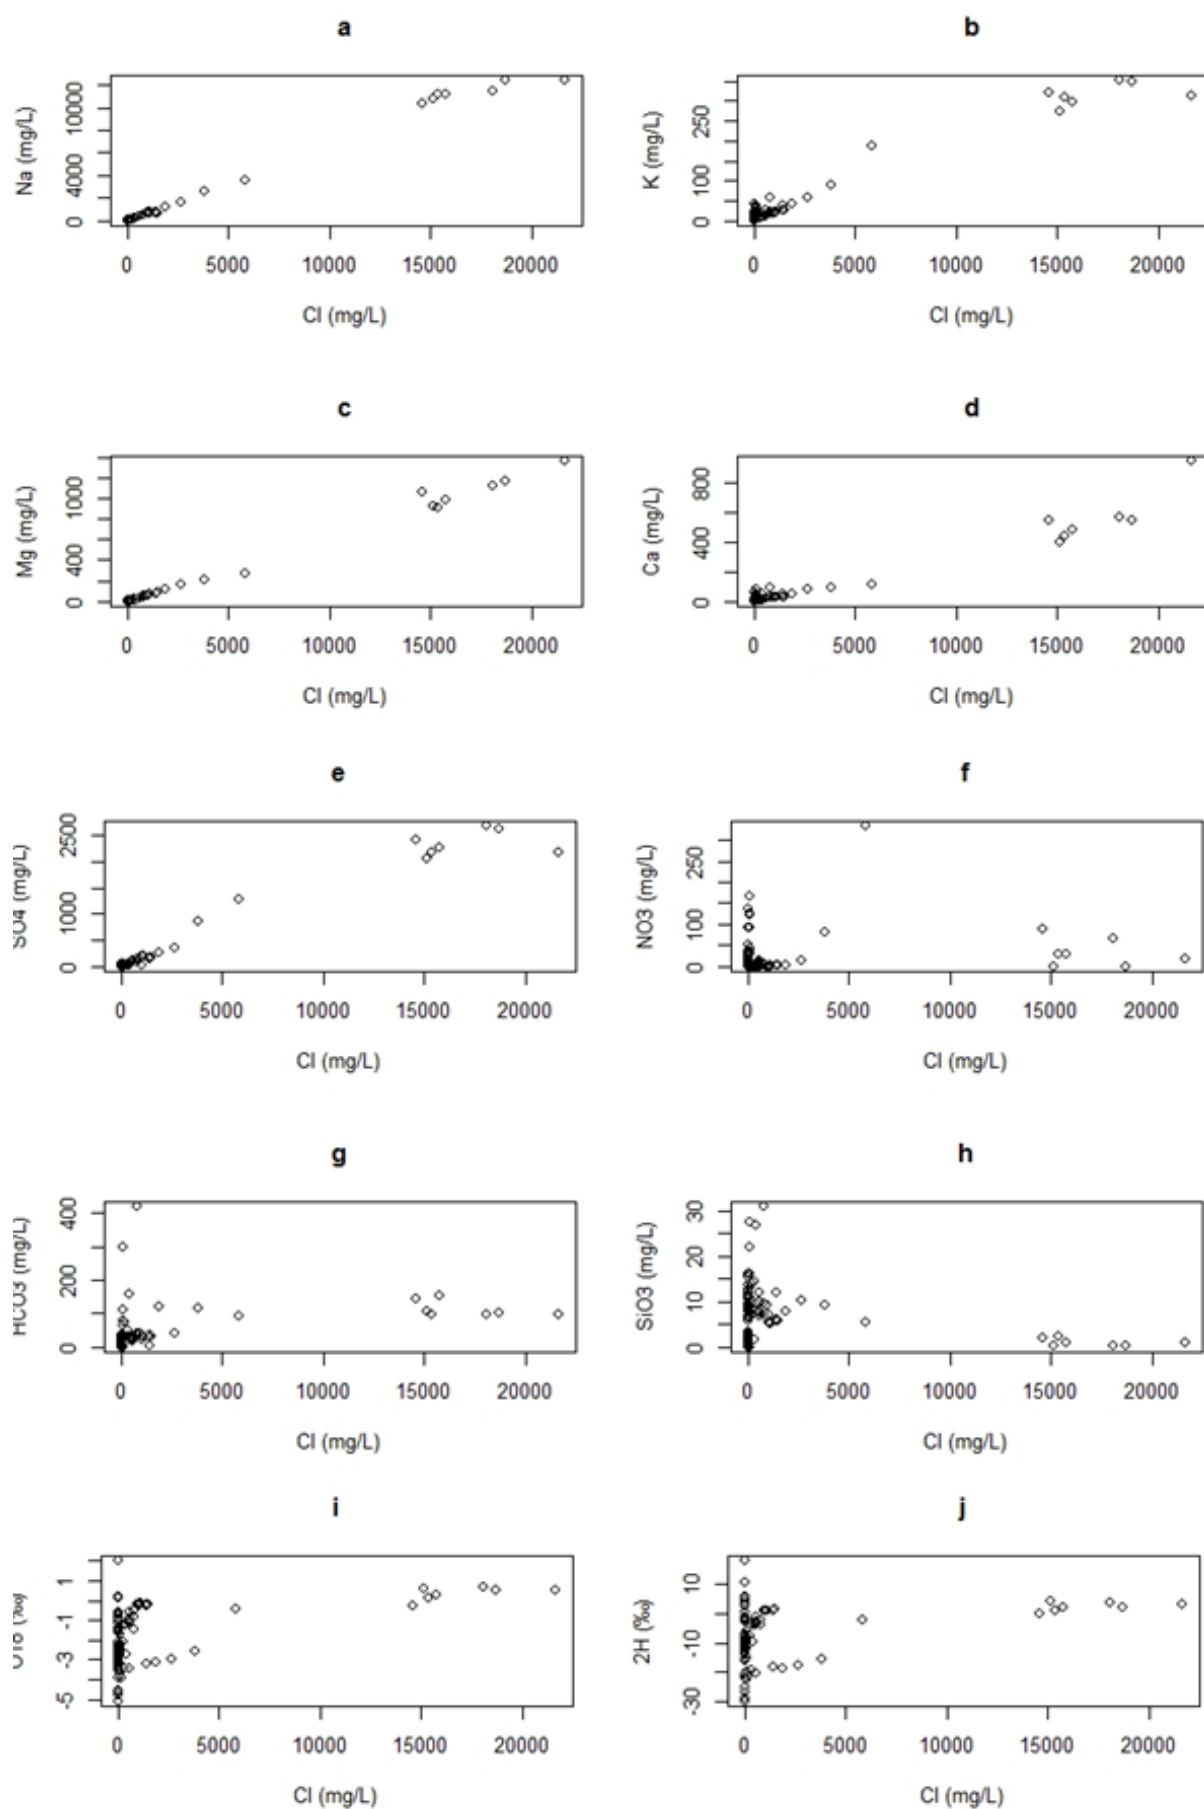 a
b
Na (mg/L)
0 4000 10000
0 5000 10000 15000 20000
Cl (mg/L)
K (mg/L)
0 100 250
0 5000 10000 15000 20000
Cl (mg/L)
c
d
Mg (mg/L)
0 400 1000
0 5000 10000 15000 20000
Cl (mg/L)
Ca (mg/L)
0 400 800
0 5000 10000 15000 20000
Cl (mg/L)
e
f
SO4 (mg/L)
0 1000 2500
0 5000 10000 15000 20000
Cl (mg/L)
NO3 (mg/L)
0 100 250
0 5000 10000 15000 20000
Cl (mg/L)
g
h
HCO3 (mg/L)
0 200 400
0 5000 10000 15000 20000
Cl (mg/L)
SiO3 (mg/L)
0 10 20 30
0 5000 10000 15000 20000
Cl (mg/L)
i
j
O18 (‰)
-5 -3 -1 1
0 5000 10000 15000 20000
Cl (mg/L)
2H (‰)
-30 -10 10
0 5000 10000 15000 20000
Cl (mg/L)